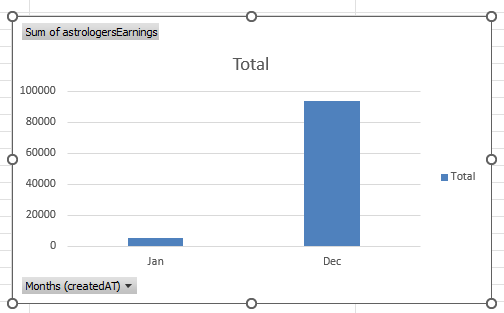 Sum of astrologersEarnings
Total
100000
80000
60000
40000
20000
0
Jan
Dec
Total
Months (createdAT)